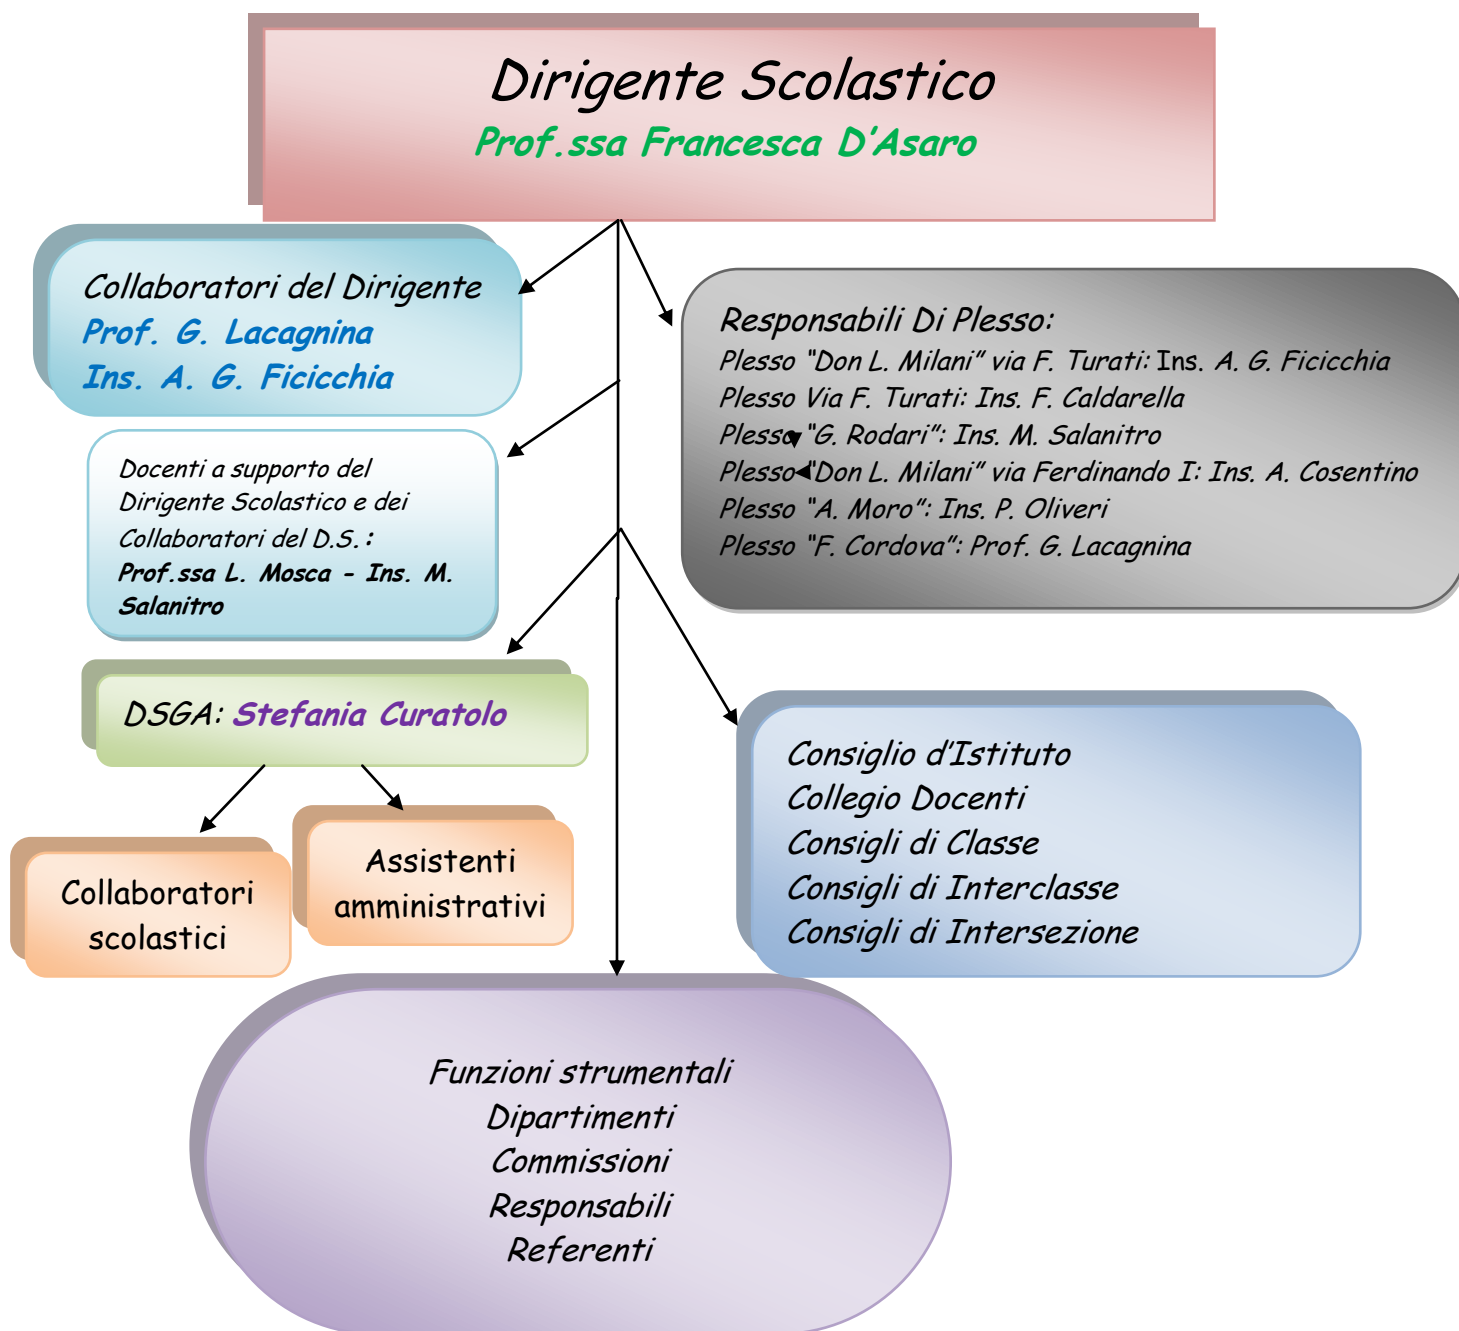 Dirigente Scolastico
Prof.ssa Francesca D'Asaro
Collaboratori del Dirigente
Prof. G. Lacagnina
Ins. A. G. Ficicchia
Responsabili Di Plesso:
Plesso "Don L. Milani" via F. Turati: Ins. A. G. Ficicchia
Plesso Via F. Turati: Ins. F. Caldarella
Plesso "G. Rodari": Ins. M. Salanitro
Plesso "Don L. Milani" via Ferdinando I: Ins. A. Cosentino
Plesso "A. Moro": Ins. P. Oliveri
Plesso "F. Cordova": Prof. G. Lacagnina
Docenti a supporto del
Dirigente Scolastico e dei
Collaboratori del D.S.:
Prof.ssa L. Mosca - Ins. M.
Salanitro
DSGA: Stefania Curatolo
Consiglio d'Istituto
Collegio Docenti
Consigli di Classe
Consigli di Interclasse
Consigli di Intersezione
Collaboratori
scolastici
Assistenti
amministrativi
Funzioni strumentali
Dipartimenti
Commissioni
Responsabili
Referenti